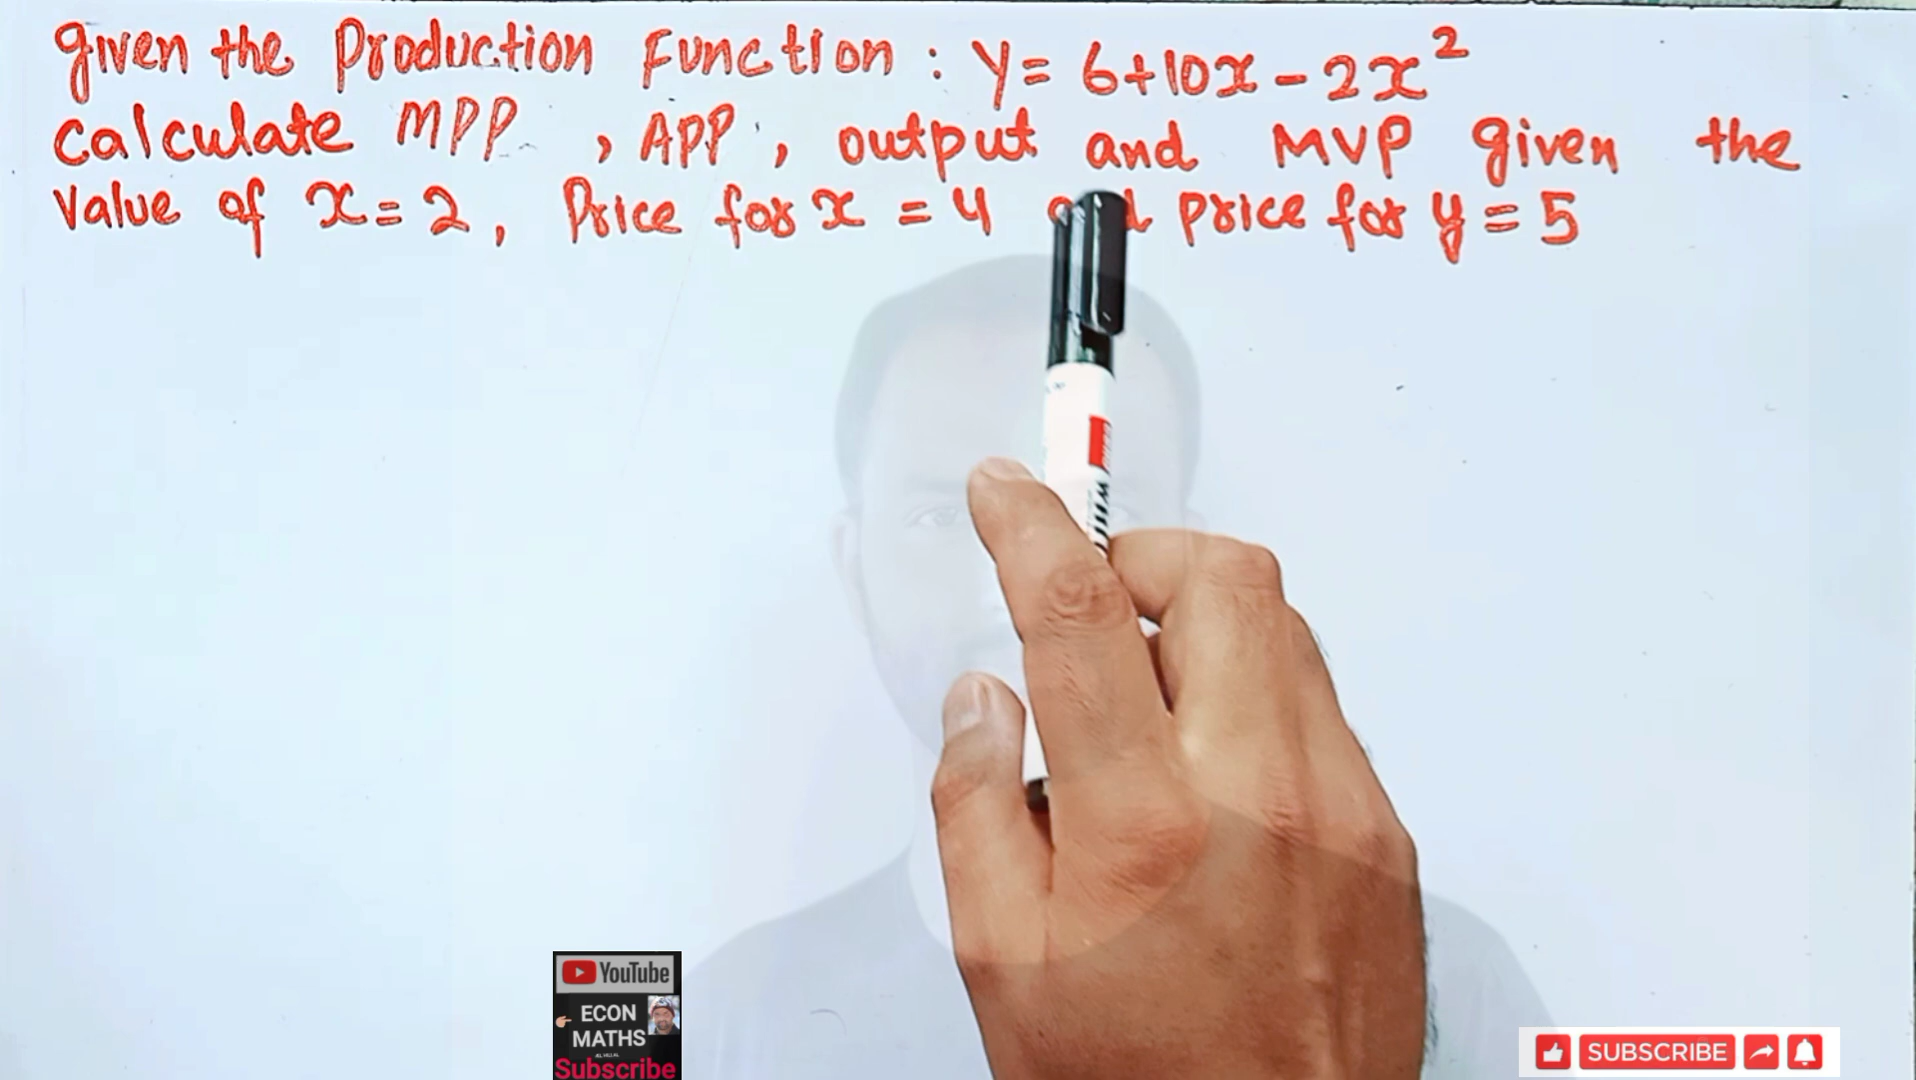 Given the Production Function : y = 6+10x - 2x²
Calculate MPP , APP , output and MVP given the
Value of x = 2, Price for x = 4 price for y = 5
YouTube
ECON
MATHS
Subscribe
SUBSCRIBE